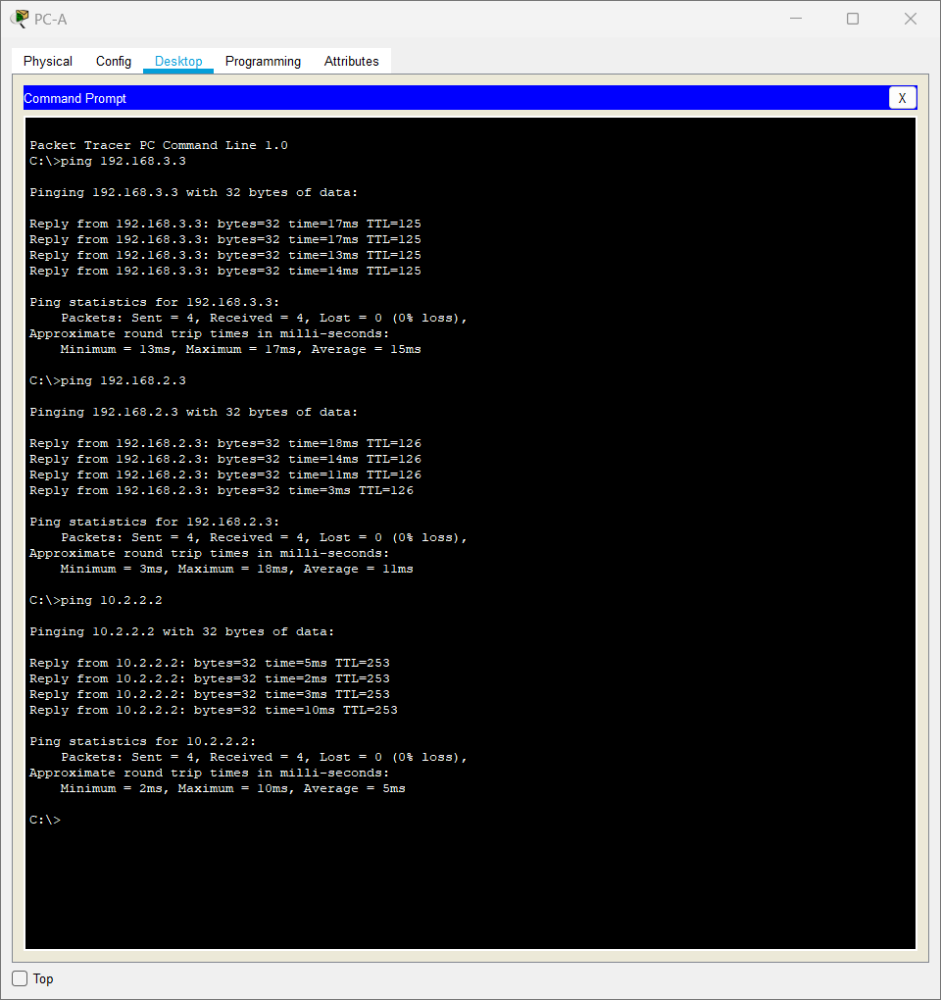 PC-A
Physical Config Desktop Programming Attributes
Command Prompt X
Packet Tracer PC Command Line 1.0
C:\>ping 192.168.3.3
Pinging 192.168.3.3 with 32 bytes of data:
Reply from 192.168.3.3: bytes=32 time=17ms TTL=125
Reply from 192.168.3.3: bytes=32 time=17ms TTL=125
Reply from 192.168.3.3: bytes=32 time=13ms TTL=125
Reply from 192.168.3.3: bytes=32 time=14ms TTL=125
Ping statistics for 192.168.3.3:
Packets: Sent = 4, Received = 4, Lost = 0 (0% loss),
Approximate round trip times in milli-seconds:
Minimum = 13ms, Maximum = 17ms, Average = 15ms
C:\>ping 192.168.2.3
Pinging 192.168.2.3 with 32 bytes of data:
Reply from 192.168.2.3: bytes=32 time=18ms TTL=126
Reply from 192.168.2.3: bytes=32 time=14ms TTL=126
Reply from 192.168.2.3: bytes=32 time=11ms TTL=126
Reply from 192.168.2.3: bytes=32 time=3ms TTL=126
Ping statistics for 192.168.2.3:
Packets: Sent = 4, Received = 4, Lost = 0 (0% loss),
Approximate round trip times in milli-seconds:
Minimum = 3ms, Maximum = 18ms, Average = 11ms
C:\>ping 10.2.2.2
Pinging 10.2.2.2 with 32 bytes of data:
Reply from 10.2.2.2: bytes=32 time=5ms TTL=253
Reply from 10.2.2.2: bytes=32 time=2ms TTL=253
Reply from 10.2.2.2: bytes=32 time=3ms TTL=253
Reply from 10.2.2.2: bytes=32 time=10ms TTL=253
Ping statistics for 10.2.2.2:
Packets: Sent = 4, Received = 4, Lost = 0 (0% loss),
Approximate round trip times in milli-seconds:
Minimum = 2ms, Maximum = 10ms, Average = 5ms
C:\>
Top